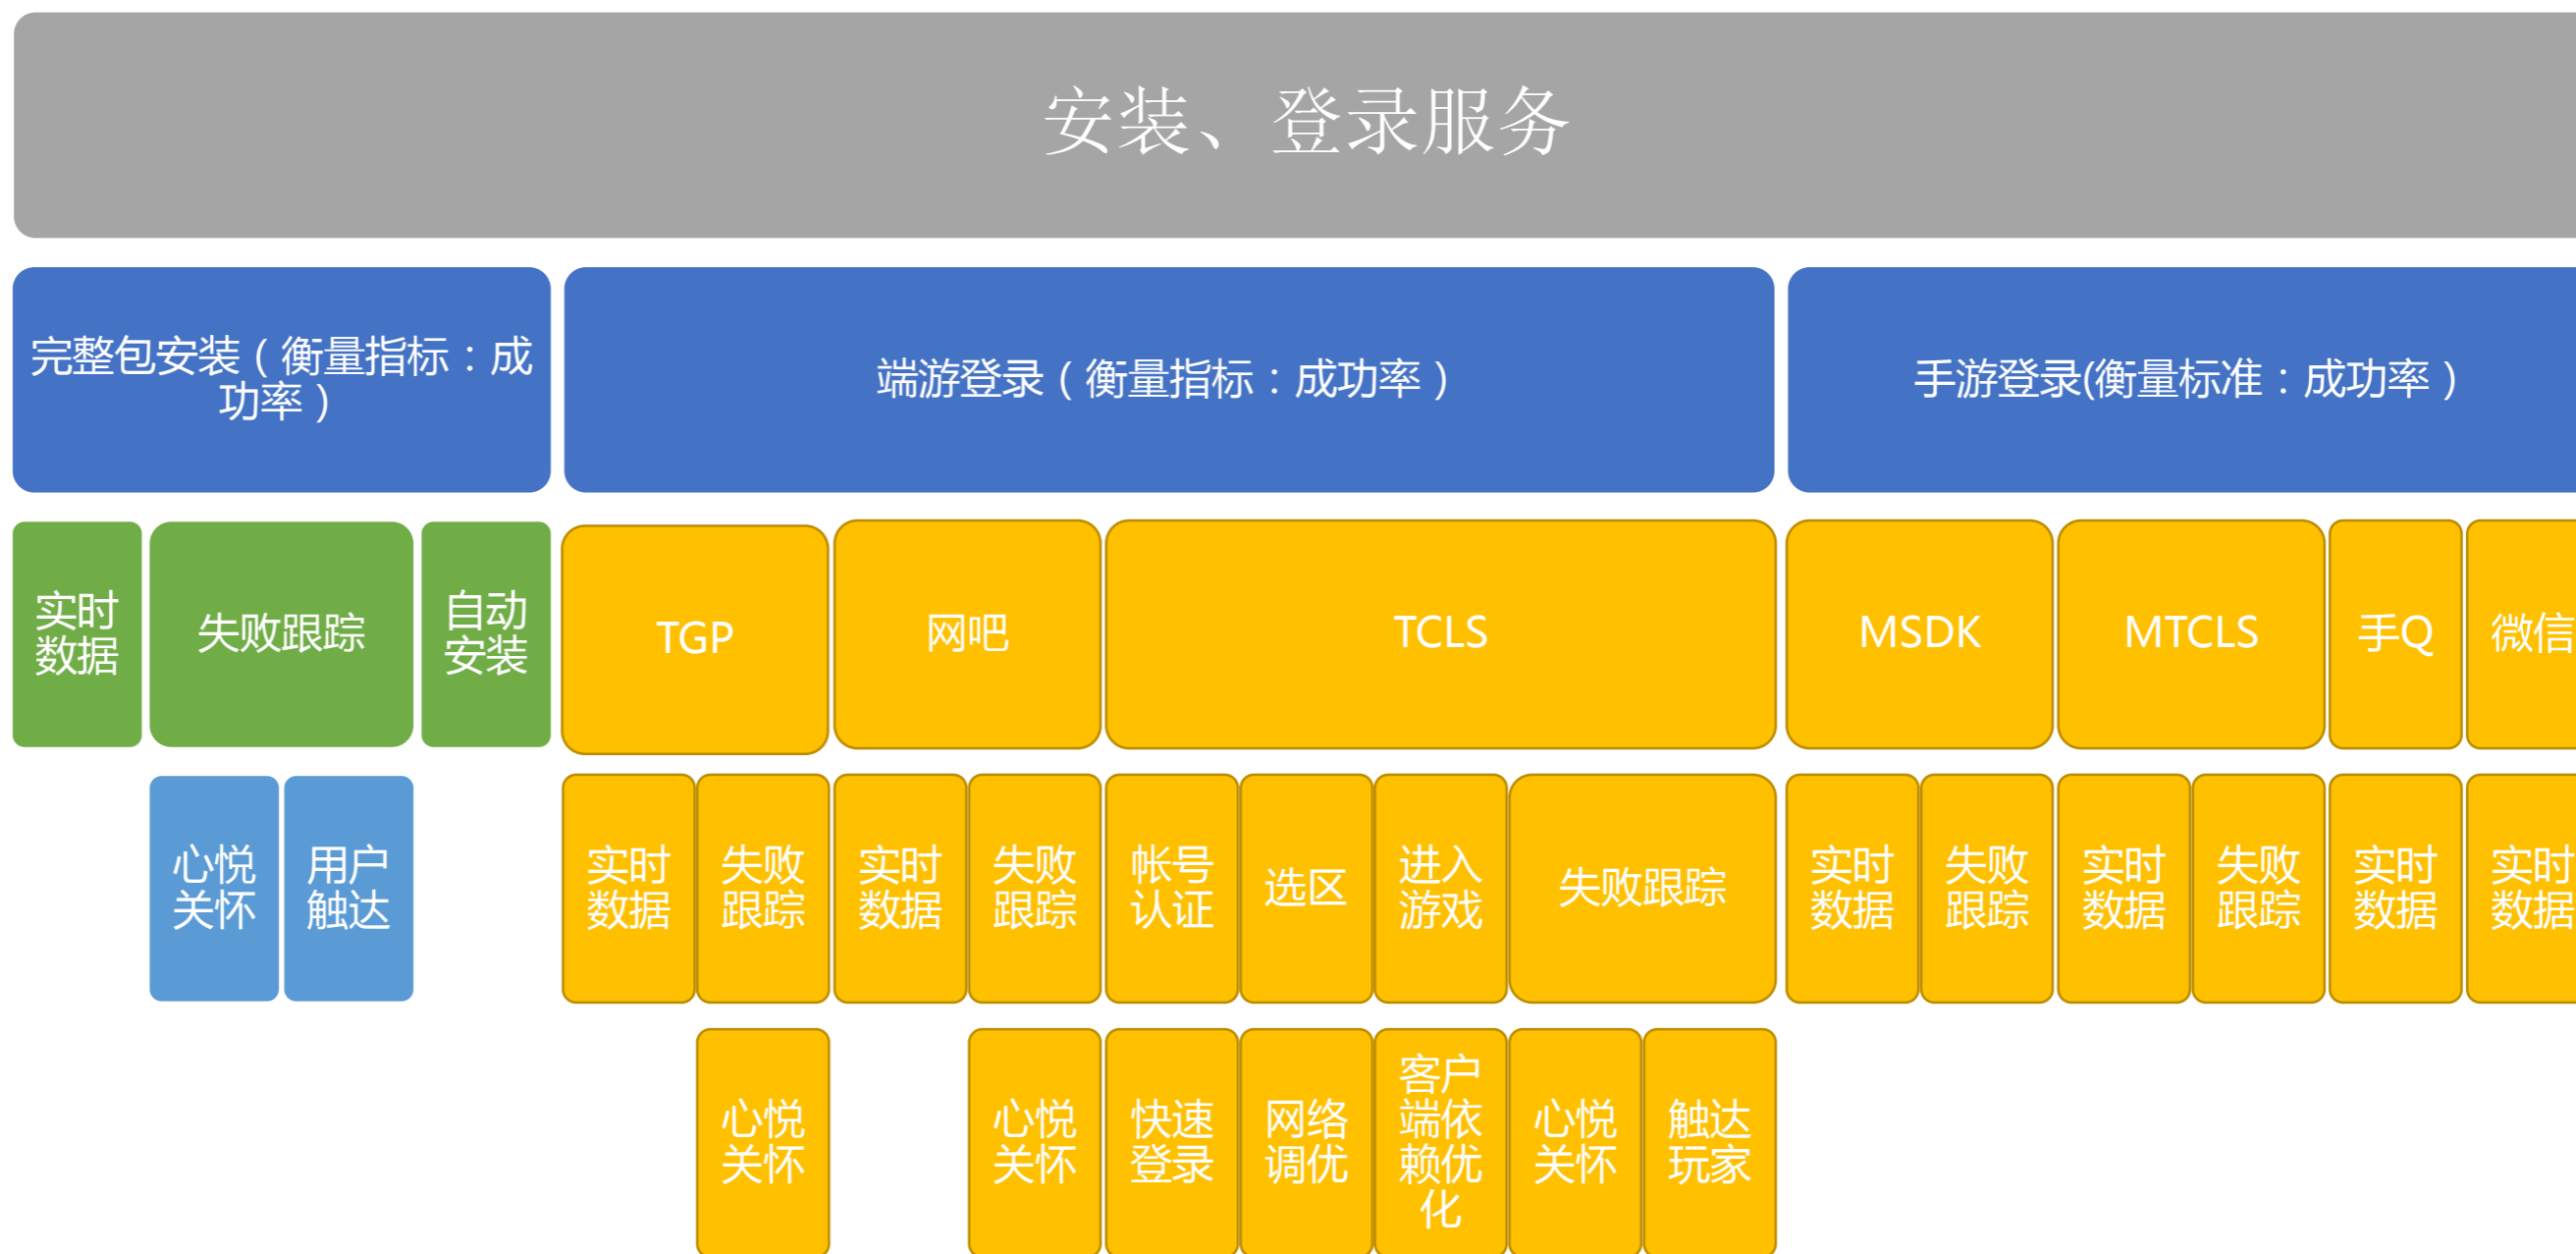 安装、登录服务
完整包安装（衡量指标：成
功率）
端游登录（衡量指标：成功率）
手游登录(衡量标准：成功率）
实时
数据
失败跟踪
自动
安装
TGP
网吧
TCLS
MSDK
MTCLS
手Q
微信
心悦
关怀
用户
触达
实时
数据
失败
跟踪
实时
数据
失败
跟踪
帐号
认证
选区
进入
游戏
失败跟踪
实时
数据
失败
跟踪
实时
数据
失败
跟踪
实时
数据
实时
数据
心悦
关怀
心悦
关怀
快速
登录
网络
调优
客户
端依
赖优
化
心悦
关怀
触达
玩家